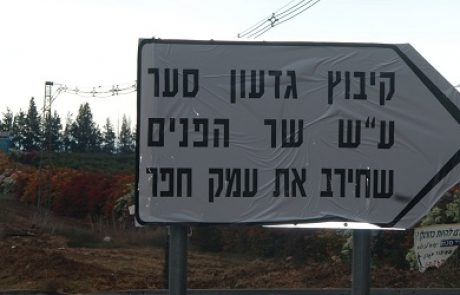 קיבוץ גדעון סער
ע"ש שר הפנים
שחירב את עמק חפר